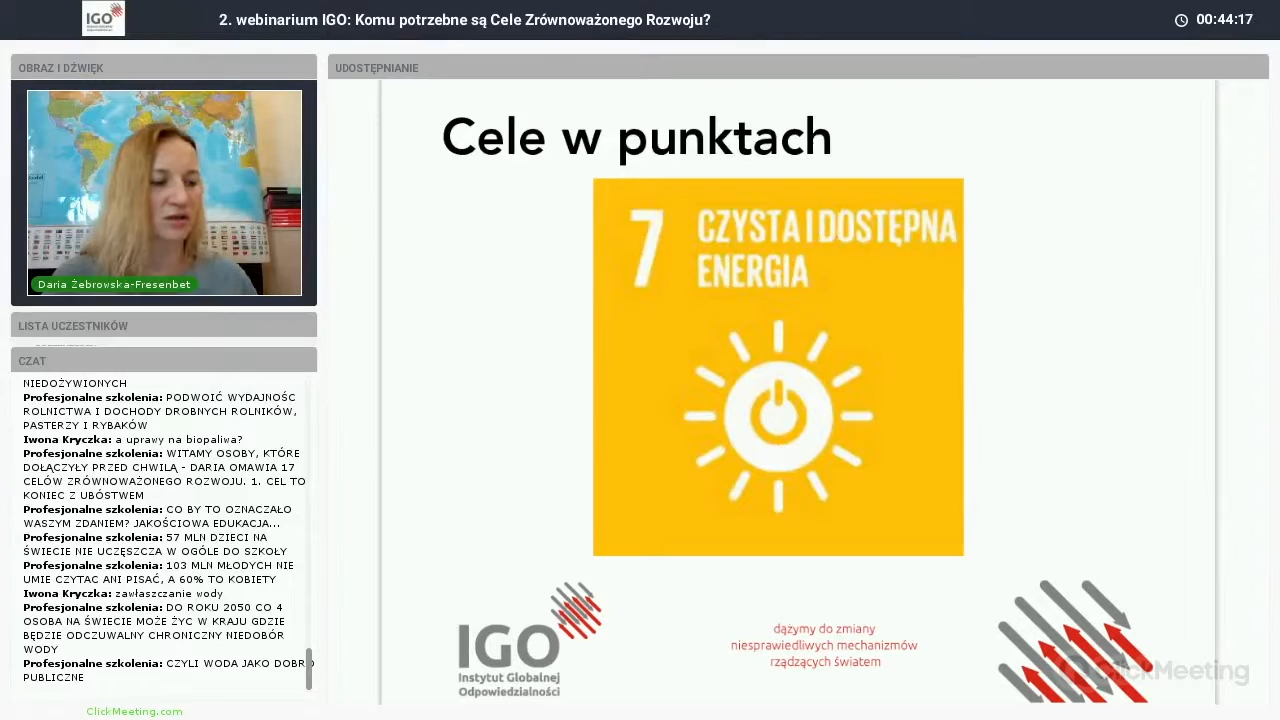 IGO
2. webinarium IGO: Komu potrzebne są Cele Zrównoważonego Rozwoju?
00:44:17
OBRAZ I DŹWIĘK
Daria Żebrowska-Fresenbet
LISTA UCZESTNIKÓW
CZAT
NIEDOŻYWIONYCH
Profesjonalne szkolenia: PODWOIĆ WYDAJNOŚC
ROLNICTWA I DOCHODY DROBNYCH ROLNIKÓW,
PASTERZY I RYBAKÓW
Iwona Kryczka: a uprawy na biopaliwa?
Profesjonalne szkolenia: WITAMY OSOBY, KTÓRE
DOŁĄCZYŁY PRZED CHWILĄ - DARIA OMAWIA 17
CELÓW ZRÓWNOWAŻONEGO ROZWOJU. 1. CEL TO
KONIEC Z UBÓSTWEM
Profesjonalne szkolenia: CO BY TO OZNACZAŁO
WASZYM ZDANIEM? JAKOŚCIOWA EDUKACJA...
Profesjonalne szkolenia: 57 MLN DZIECI NA
ŚWIECIE NIE UCZĘSZCZA W OGÓLE DO SZKOŁY
Profesjonalne szkolenia: 103 MLN MŁODYCH NIE
UMIE CZYTAC ANI PISAĆ, A 60% TO KOBIETY
Iwona Kryczka: zawłaszczanie wody
Profesjonalne szkolenia: DO ROKU 2050 CO 4
OSOBA NA ŚWIECIE MOŻE ŻYC W KRAJU GDZIE
BĘDZIE ODCZUWALNY CHRONICZNY NIEDOBÓR
WODY
Profesjonalne szkolenia: CZYLI WODA JAKO DOBRO
PUBLICZNE
ClickMeeting.com
UDOSTĘPNIANIE
Cele w punktach
7 CZYSTA I DOSTĘPNA
ENERGIA
IGO
Instytut Globalnej
Odpowiedzialności
dążymy do zmiany
niesprawiedliwych mechanizmów
rządzących światem
ClickMeeting